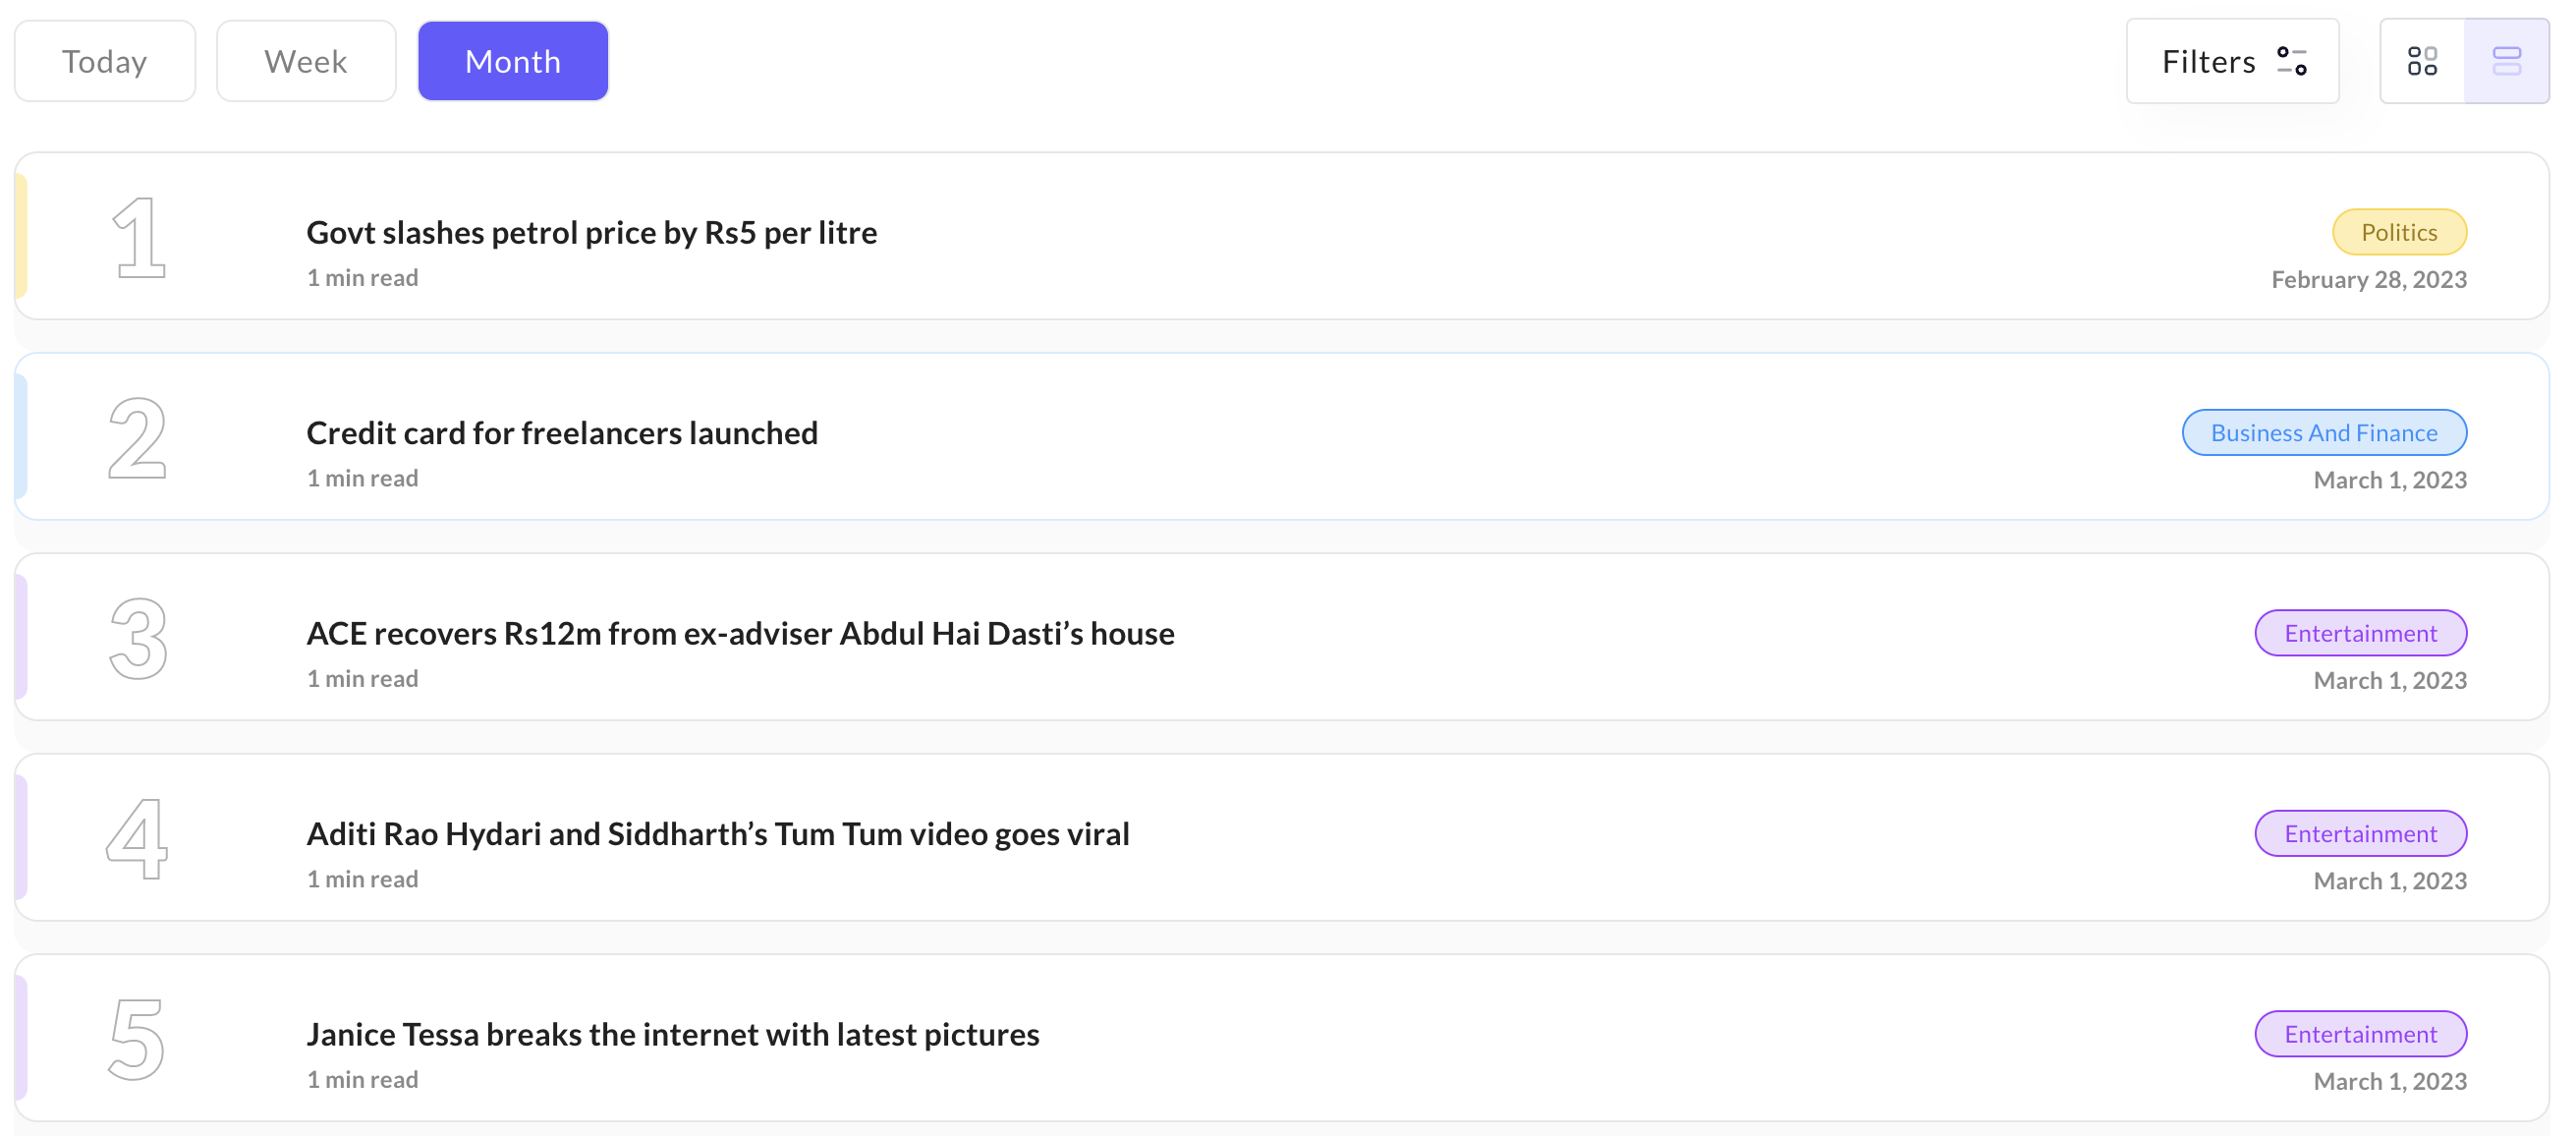 Today Week Month Filters
1
Govt slashes petrol price by Rs5 per litre Politics
1 min read February 28, 2023
2
Credit card for freelancers launched Business And Finance
1 min read March 1, 2023
3
ACE recovers Rs12m from ex-adviser Abdul Hai Dasti’s house Entertainment
1 min read March 1, 2023
4
Aditi Rao Hydari and Siddharth’s Tum Tum video goes viral Entertainment
1 min read March 1, 2023
5
Janice Tessa breaks the internet with latest pictures Entertainment
1 min read March 1, 2023